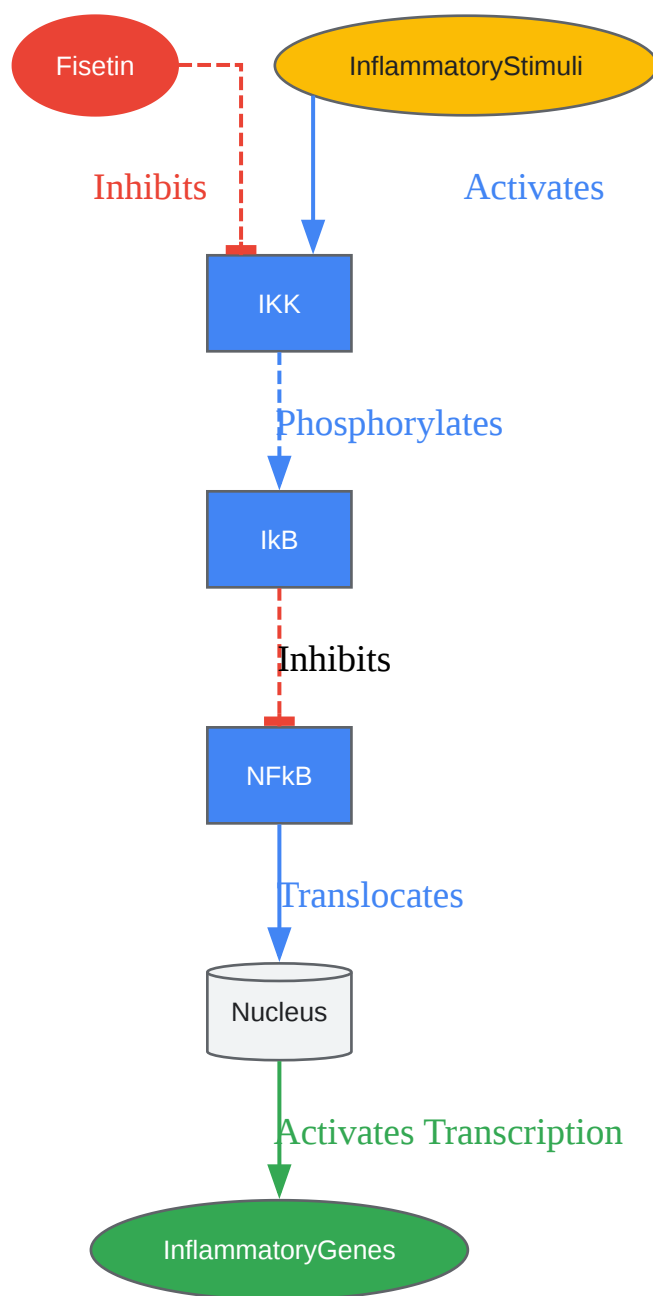 Fisetin
InflammatoryStimuli
Inhibits
Activates
IKK
Phosphorylates
IkB
Inhibits
NFkB
Translocates
Nucleus
Activates Transcription
InflammatoryGenes